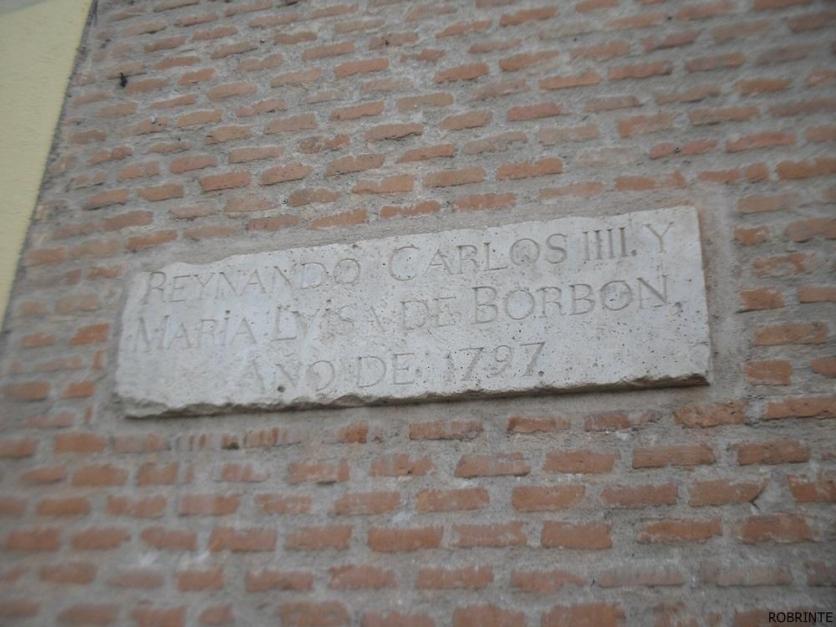 REYNANDO CARLOS IIII. Y
MARIA LVISA DE BORBON,
AÑO DE 1797.
ROBRINTE